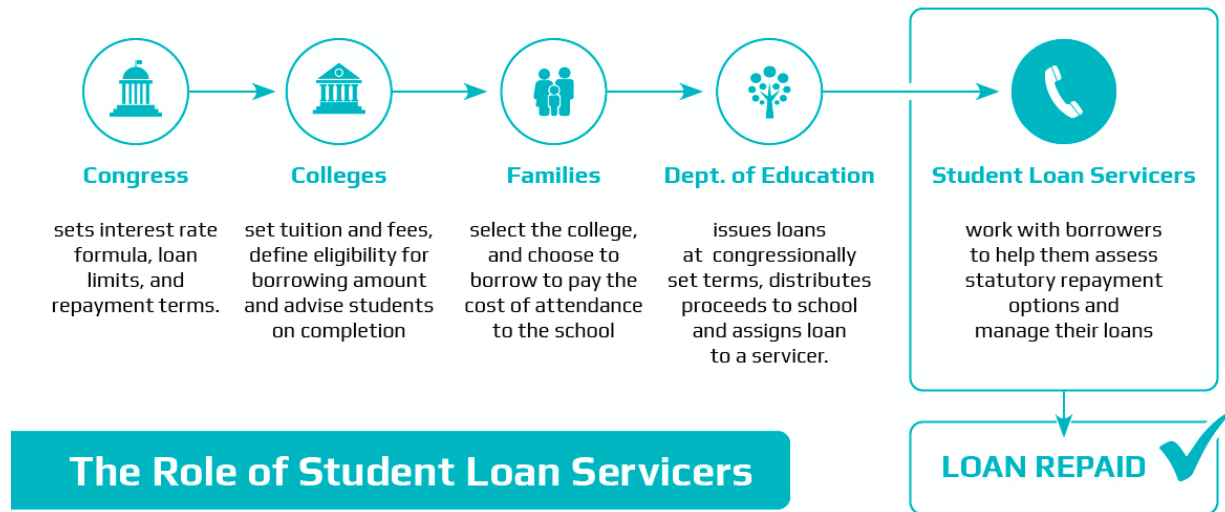 Congress
sets interest rate
formula, loan
limits, and
repayment terms.
Colleges
set tuition and fees,
define eligibility for
borrowing amount
and advise students
on completion
Families
select the college,
and choose to
borrow to pay the
cost of attendance
to the school
Dept. of Education
issues loans
at congressionally
set terms, distributes
proceeds to school
and assigns loan
to a servicer.
Student Loan Servicers
work with borrowers
to help them assess
statutory repayment
options and
manage their loans
The Role of Student Loan Servicers
LOAN REPAID